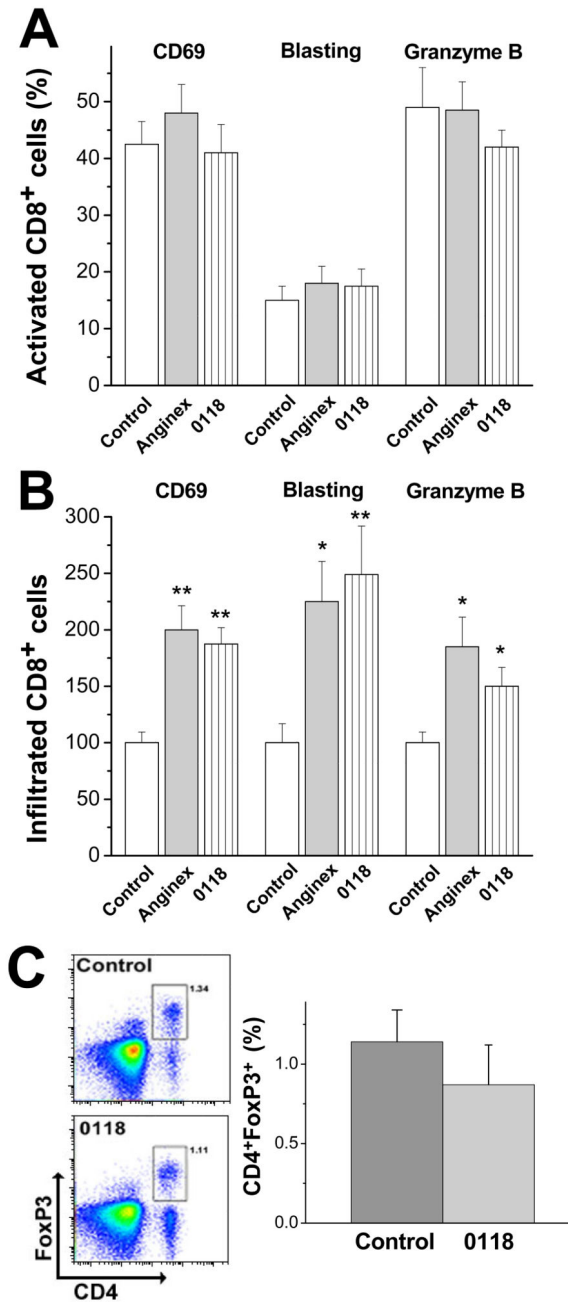 A
CD69 Blasting Granzyme B
Activated CD8+ cells (%)
50
40
30
20
10
0
Control Anginex 0118 Control Anginex 0118 Control Anginex 0118
B
CD69 Blasting Granzyme B
Infiltrated CD8+ cells
300
250
200
150
100
50
0
** ** * ** * *
Control Anginex 0118 Control Anginex 0118 Control Anginex 0118
C
Control
1.34
0118
1.11
FoxP3
CD4
CD4+FoxP3+ (%)
1.0
0.5
0.0
Control 0118